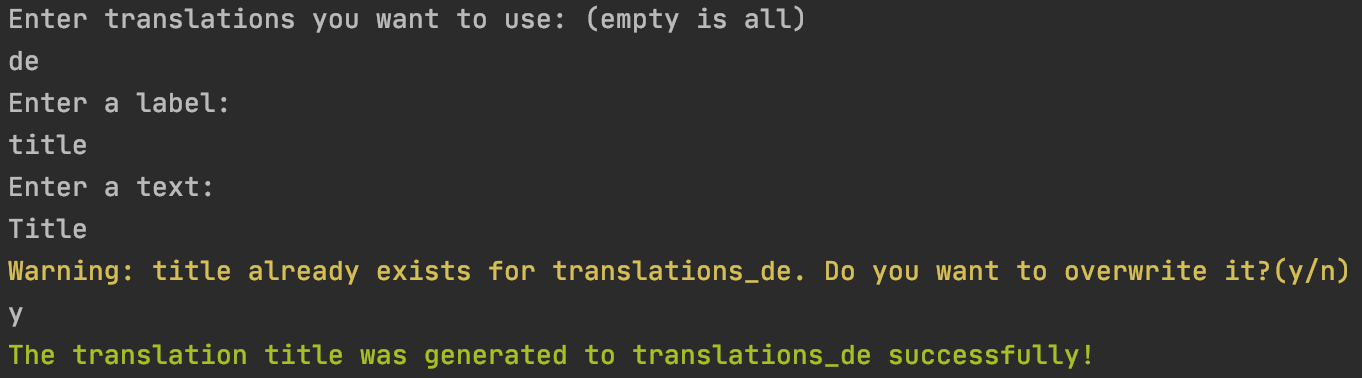 Enter translations you want to use: (empty is all)
de
Enter a label:
title
Enter a text:
Title
Warning: title already exists for translations_de. Do you want to overwrite it?(y/n)
y
The translation title was generated to translations_de successfully!